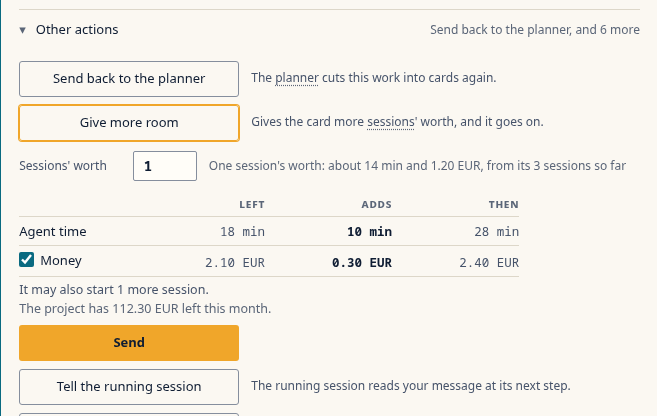 ▾ Other actions Send back to the planner, and 6 more
Send back to the planner The planner cuts this work into cards again.
Give more room Gives the card more sessions' worth, and it goes on.
Sessions' worth 1 One session's worth: about 14 min and 1.20 EUR, from its 3 sessions so far
LEFT ADDS THEN
Agent time 18 min 10 min 28 min
Money 2.10 EUR 0.30 EUR 2.40 EUR
It may also start 1 more session.
The project has 112.30 EUR left this month.
Send
Tell the running session The running session reads your message at its next step.